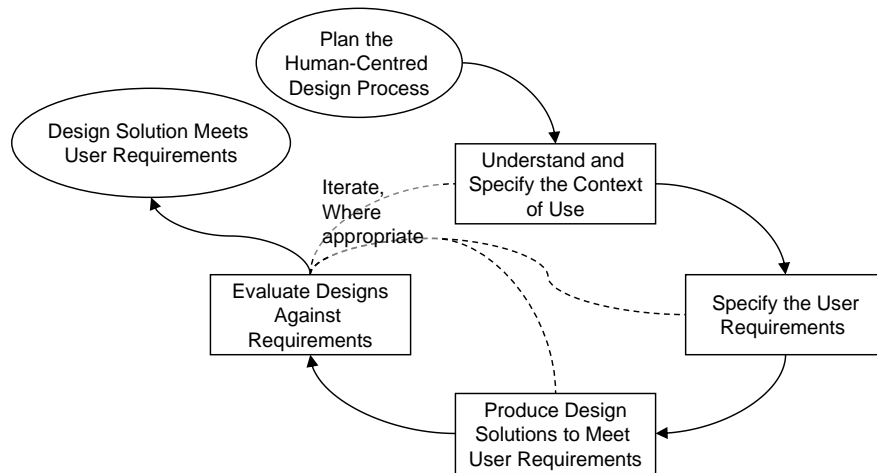 Plan the
Human-Centred
Design Process
Design Solution Meets
User Requirements
Understand and
Specify the Context
of Use
Iterate,
Where
appropriate
Evaluate Designs
Against
Requirements
Specify the User
Requirements
Produce Design
Solutions to Meet
User Requirements